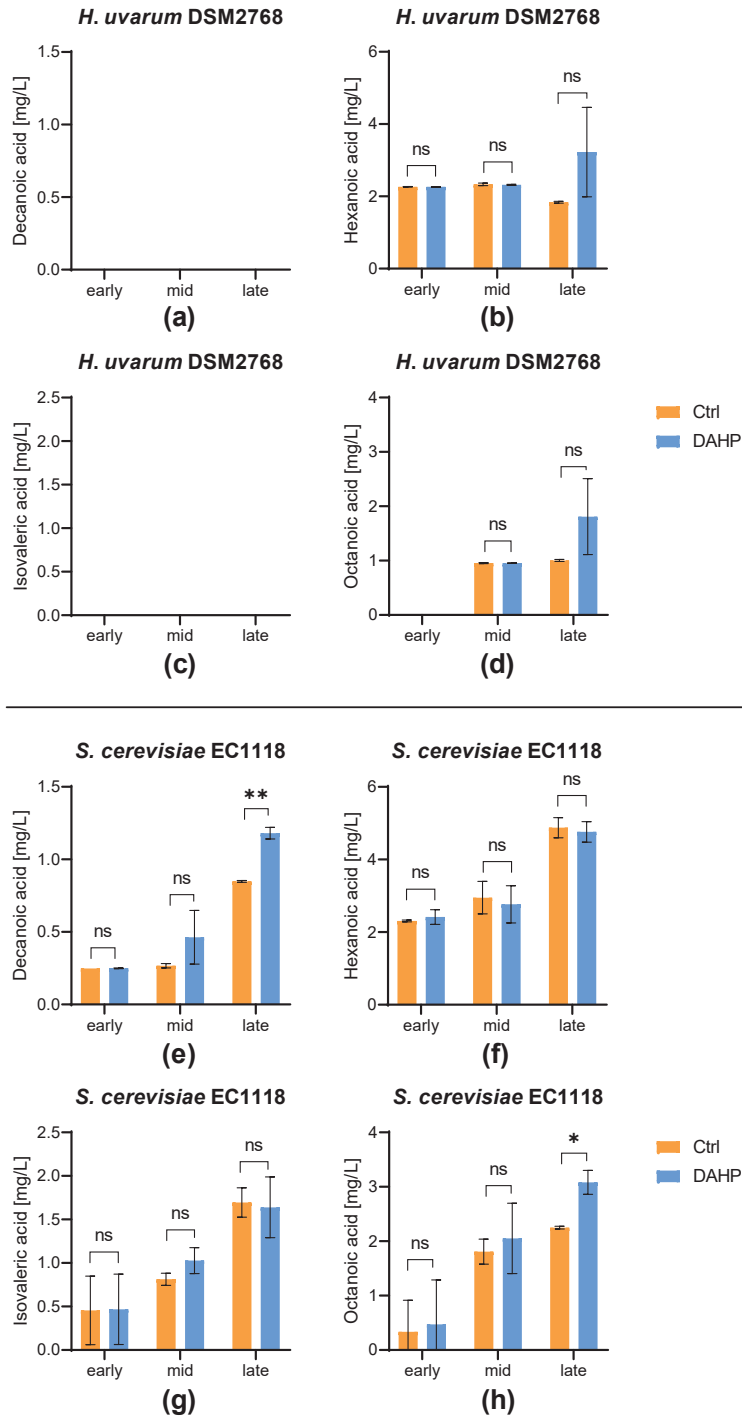 H. uvarum DSM2768
Decanoic acid [mg/L]
1.5
1.0
0.5
0.0
early mid late
(a)
H. uvarum DSM2768
Hexanoic acid [mg/L]
6
4
2
0
ns
ns
ns
early mid late
(b)
H. uvarum DSM2768
Isovaleric acid [mg/L]
2.5
2.0
1.5
1.0
0.5
0.0
early mid late
(c)
H. uvarum DSM2768
Octanoic acid [mg/L]
4
3
2
1
0
ns
ns
early mid late
(d)
Ctrl
DAHP
S. cerevisiae EC1118
Decanoic acid [mg/L]
1.5
1.0
0.5
0.0
ns
ns
**
early mid late
(e)
S. cerevisiae EC1118
Hexanoic acid [mg/L]
6
4
2
0
ns
ns
ns
early mid late
(f)
S. cerevisiae EC1118
Isovaleric acid [mg/L]
2.5
2.0
1.5
1.0
0.5
0.0
ns
ns
ns
early mid late
(g)
S. cerevisiae EC1118
Octanoic acid [mg/L]
4
3
2
1
0
ns
ns
*
early mid late
(h)
Ctrl
DAHP